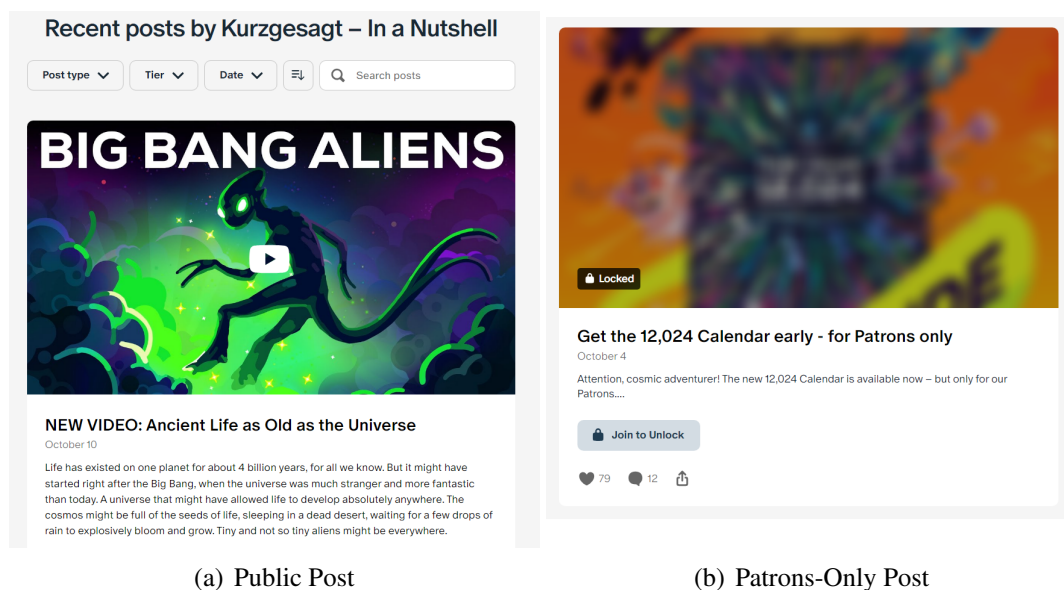 Recent posts by Kurzgesagt – In a Nutshell
Post type
Tier
Date
Search posts
BIG BANG ALIENS
NEW VIDEO: Ancient Life as Old as the Universe
October 10
Life has existed on one planet for about 4 billion years, for all we know. But it might have
started right after the Big Bang, when the universe was much stranger and more fantastic
than today. A universe that might have allowed life to develop absolutely anywhere. The
cosmos might be full of the seeds of life, sleeping in a dead desert, waiting for a few drops of
rain to explosively bloom and grow. Tiny and not so tiny aliens might be everywhere.
(a) Public Post
Locked
Get the 12,024 Calendar early - for Patrons only
October 4
Attention, cosmic adventurer! The new 12,024 Calendar is available now – but only for our
Patrons....
Join to Unlock
79 12
(b) Patrons-Only Post